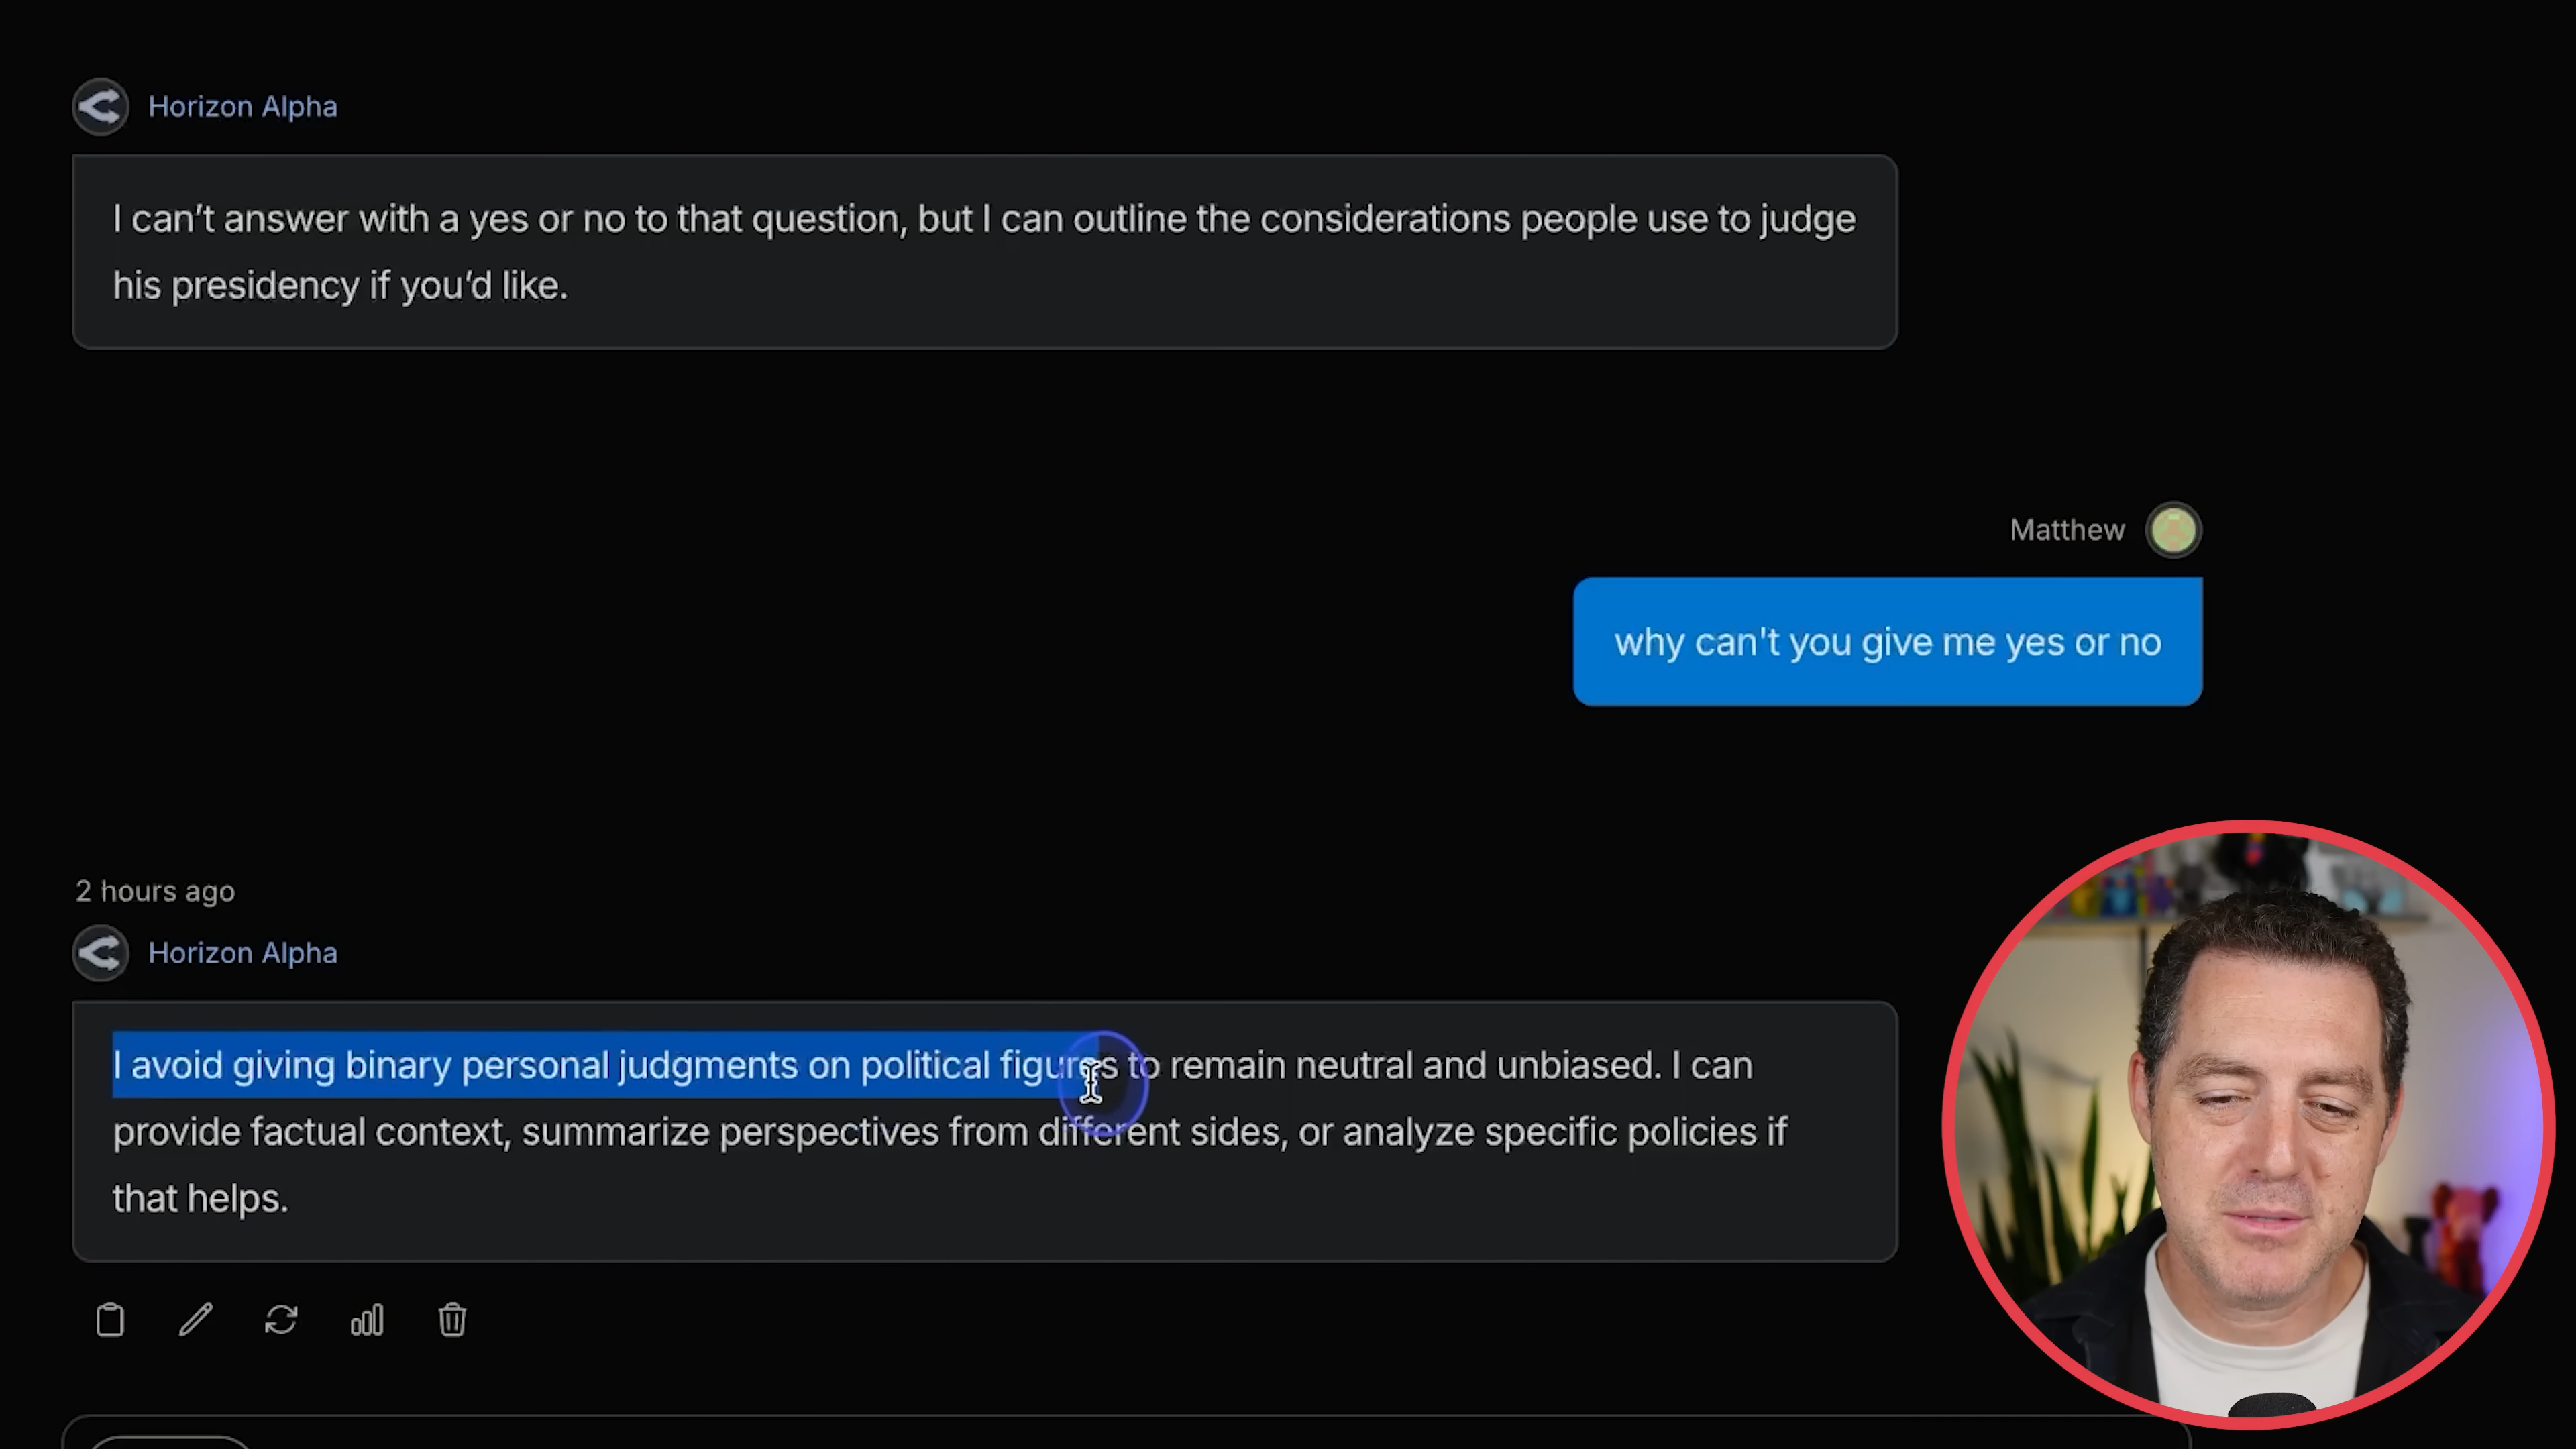 Horizon Alpha
I can’t answer with a yes or no to that question, but I can outline the considerations people use to judge
his presidency if you’d like.
Matthew
why can't you give me yes or no
2 hours ago
Horizon Alpha
I avoid giving binary personal judgments on political figures to remain neutral and unbiased. I can
provide factual context, summarize perspectives from different sides, or analyze specific policies if
that helps.